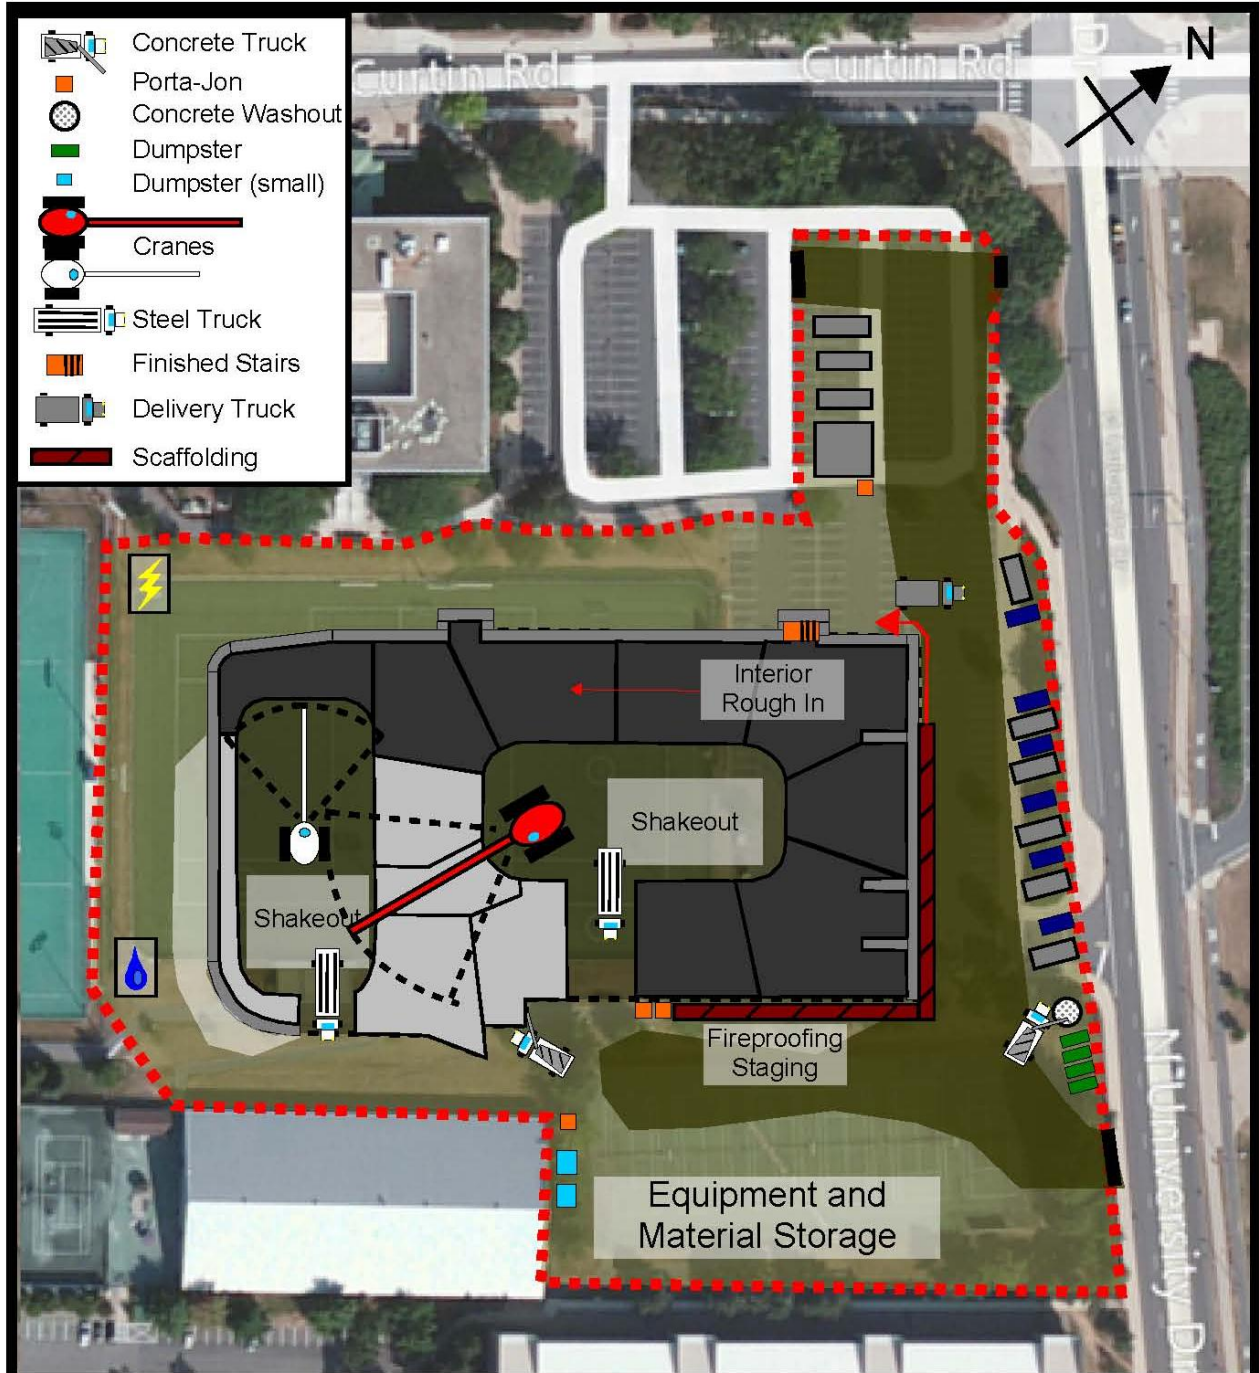 Concrete Truck
Porta-Jon
Concrete Washout
Dumpster
Dumpster (small)
Cranes
Steel Truck
Finished Stairs
Delivery Truck
Scaffolding
Curtin Rd
Curtin Rd
Dr
N
Interior
Rough In
Shakeout
Shakeout
Fireproofing
Staging
Equipment and
Material Storage
N University Dr